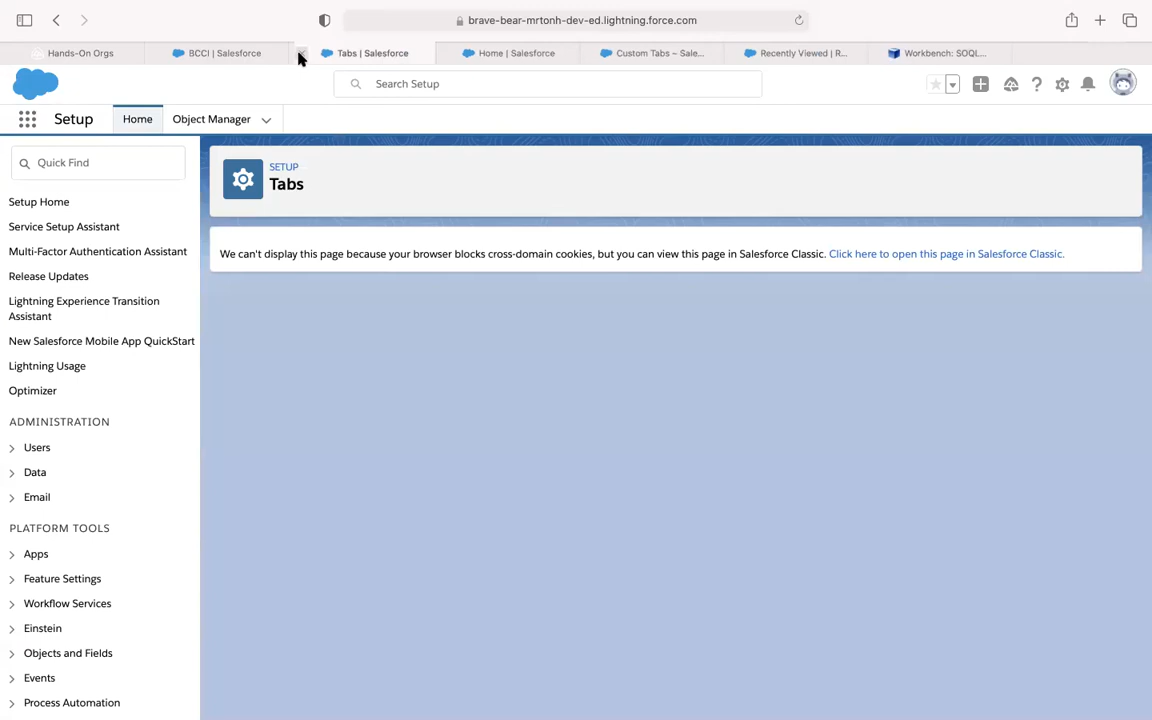 brave-bear-mrtonh-dev-ed.lightning.force.com
Hands-On Orgs
BCCI | Salesforce
Tabs | Salesforce
Home | Salesforce
Custom Tabs ~ Sale...
Recently Viewed | R...
Workbench: SOQL...
Search Setup
Setup
Home
Object Manager
Quick Find
SETUP
Tabs
Setup Home
Service Setup Assistant
Multi-Factor Authentication Assistant
Release Updates
Lightning Experience Transition
Assistant
New Salesforce Mobile App QuickStart
Lightning Usage
Optimizer
ADMINISTRATION
Users
Data
Email
PLATFORM TOOLS
Apps
Feature Settings
Workflow Services
Einstein
Objects and Fields
Events
Process Automation
We can't display this page because your browser blocks cross-domain cookies, but you can view this page in Salesforce Classic. Click here to open this page in Salesforce Classic.